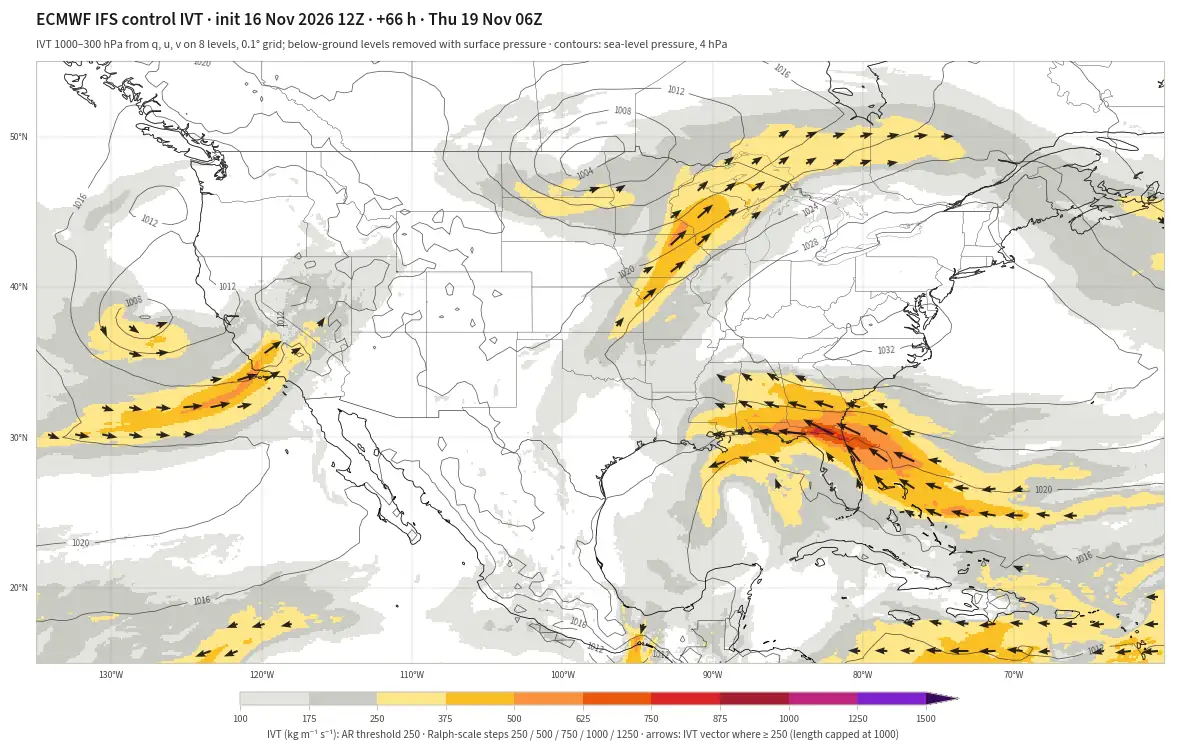 ECMWF IFS control IVT · init 16 Nov 2026 12Z · +66 h · Thu 19 Nov 06Z
IVT 1000–300 hPa from q, u, v on 8 levels, 0.1° grid; below-ground levels removed with surface pressure · contours: sea-level pressure, 4 hPa
1020
1016
1012
1008
50°N
1004
1016
1012
1024
1028
1020
40°N
1012
1008
1012
1032
30°N
1020
1020
1016
20°N
1016
1016
1012
1012
1012
130°W
120°W
110°W
100°W
90°W
80°W
70°W
100
175
250
375
500
625
750
875
1000
1250
1500
IVT (kg m⁻¹ s⁻¹): AR threshold 250 · Ralph-scale steps 250 / 500 / 750 / 1000 / 1250 · arrows: IVT vector where ≥ 250 (length capped at 1000)